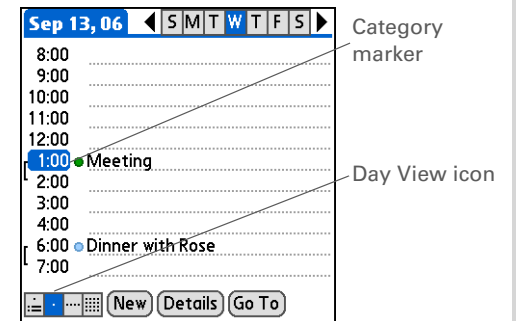 Sep 13, 06 S M T W T F S
Category
marker
8:00
9:00
10:00
11:00
12:00
1:00 Meeting
2:00
Day View icon
3:00
4:00
6:00 Dinner with Rose
7:00
New Details Go To